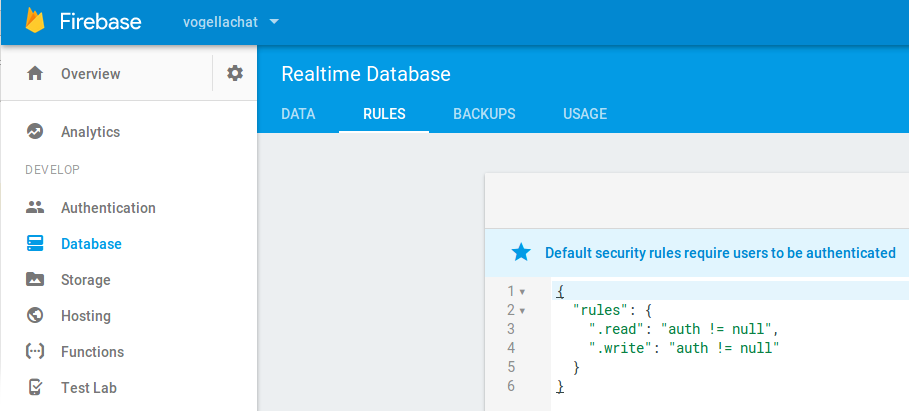 Firebase
vogellachat
Overview
Analytics
DEVELOP
Authentication
Database
Storage
Hosting
Functions
Test Lab
Realtime Database
DATA RULES BACKUPS USAGE
Default security rules require users to be authenticated
1 {
2 "rules": {
3 ".read": "auth != null",
4 ".write": "auth != null"
5 }
6 }